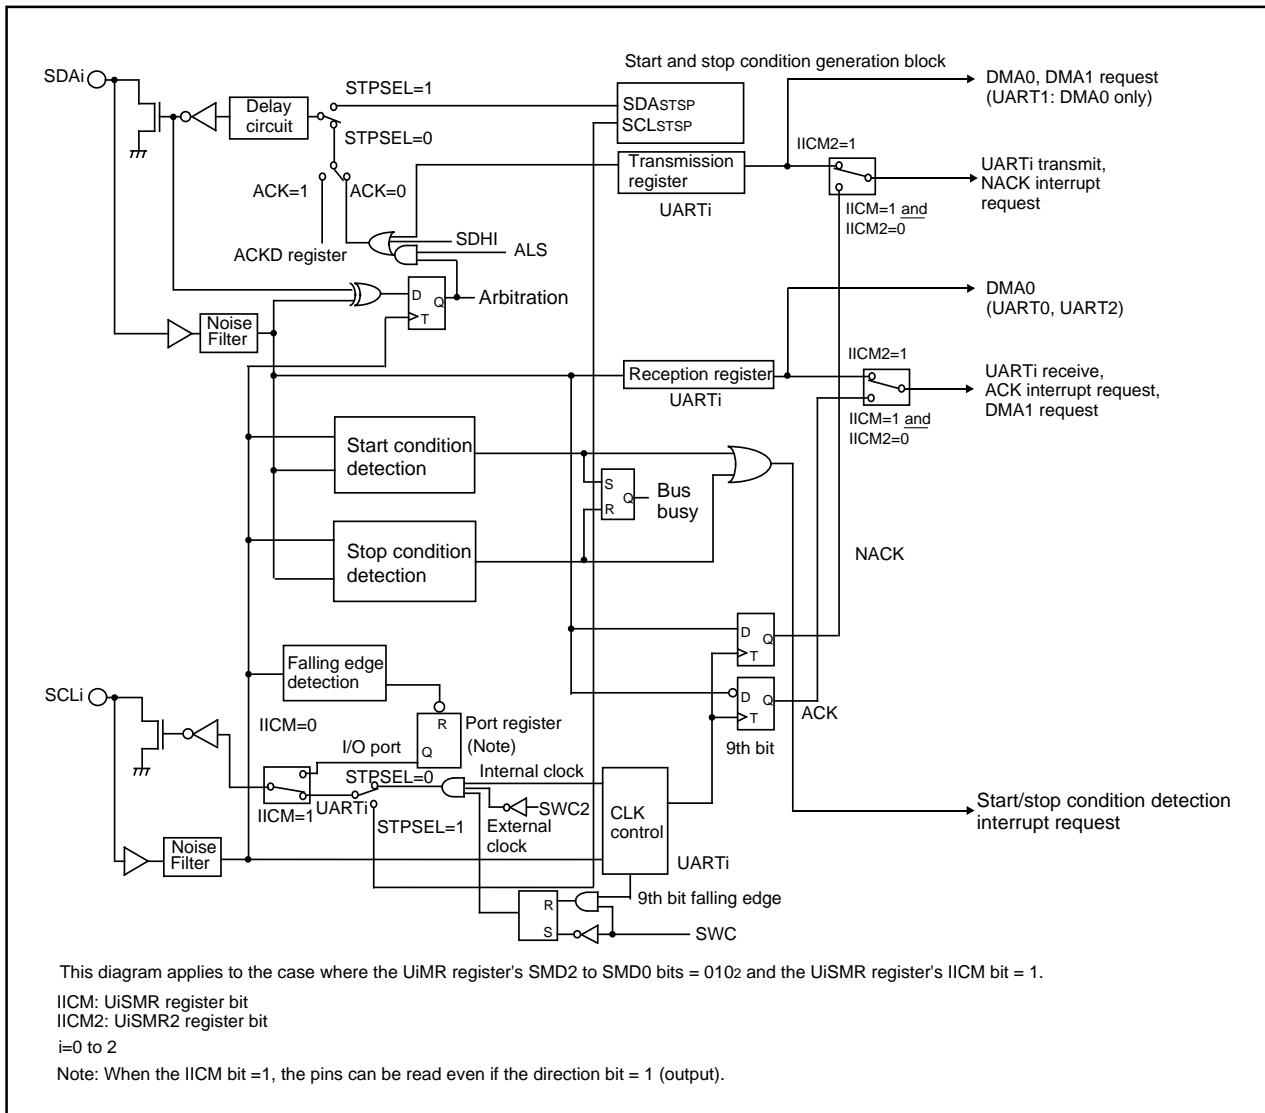 Start and stop condition generation block
SDAi
STPSEL=1
DMA0, DMA1 request
(UART1: DMA0 only)
Delay
circuit
SDASTSP
SCLSTSP
STPSEL=0
IICM2=1
Transmission
register
UARTi transmit,
NACK interrupt
request
ACK=1
ACK=0
UARTi
IICM=1 and
IICM2=0
SDHI
ALS
ACKD register
D
Q
T
Arbitration
DMA0
(UART0, UART2)
Noise
Filter
IICM2=1
Reception register
UARTi
UARTi receive,
ACK interrupt request,
DMA1 request
IICM=1 and
IICM2=0
Start condition
detection
S
R
Q
Bus
busy
Stop condition
detection
NACK
D
Q
T
Falling edge
detection
SCLi
D
Q
T
ACK
9th bit
IICM=0
R
Q
Port register
(Note)
I/O port
STPSEL=0
Internal clock
UARTi
SWC2
IICM=1
STPSEL=1
External
clock
CLK
control
Start/stop condition detection
interrupt request
Noise
Filter
UARTi
9th bit falling edge
R
S
SWC
This diagram applies to the case where the UiMR register's SMD2 to SMD0 bits = 0102 and the UiSMR register's IICM bit = 1.
IICM: UiSMR register bit
IICM2: UiSMR2 register bit
i=0 to 2
Note: When the IICM bit =1, the pins can be read even if the direction bit = 1 (output).